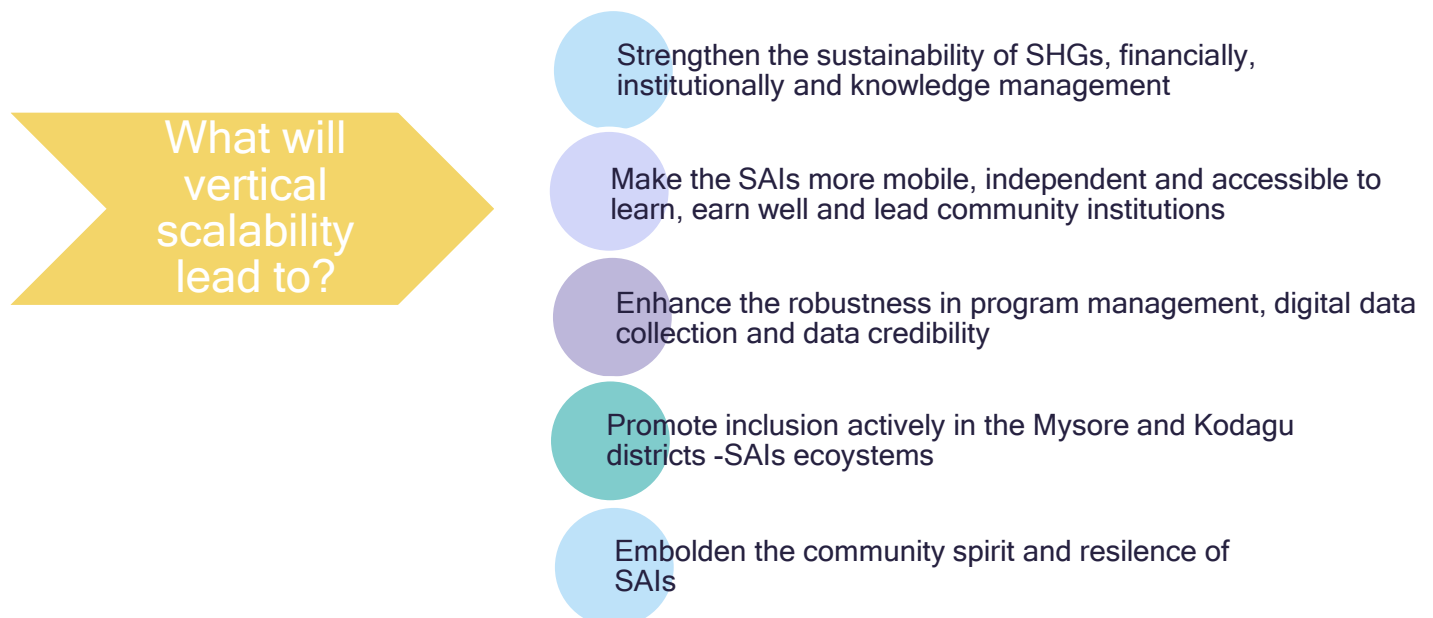 What will
vertical
scalability
lead to?
Strengthen the sustainability of SHGs, financially,
institutionally and knowledge management
Make the SAIs more mobile, independent and accessible to
learn, earn well and lead community institutions
Enhance the robustness in program management, digital data
collection and data credibility
Promote inclusion actively in the Mysore and Kodagu
districts -SAIs ecoystems
Embolden the community spirit and resilence of
SAIs